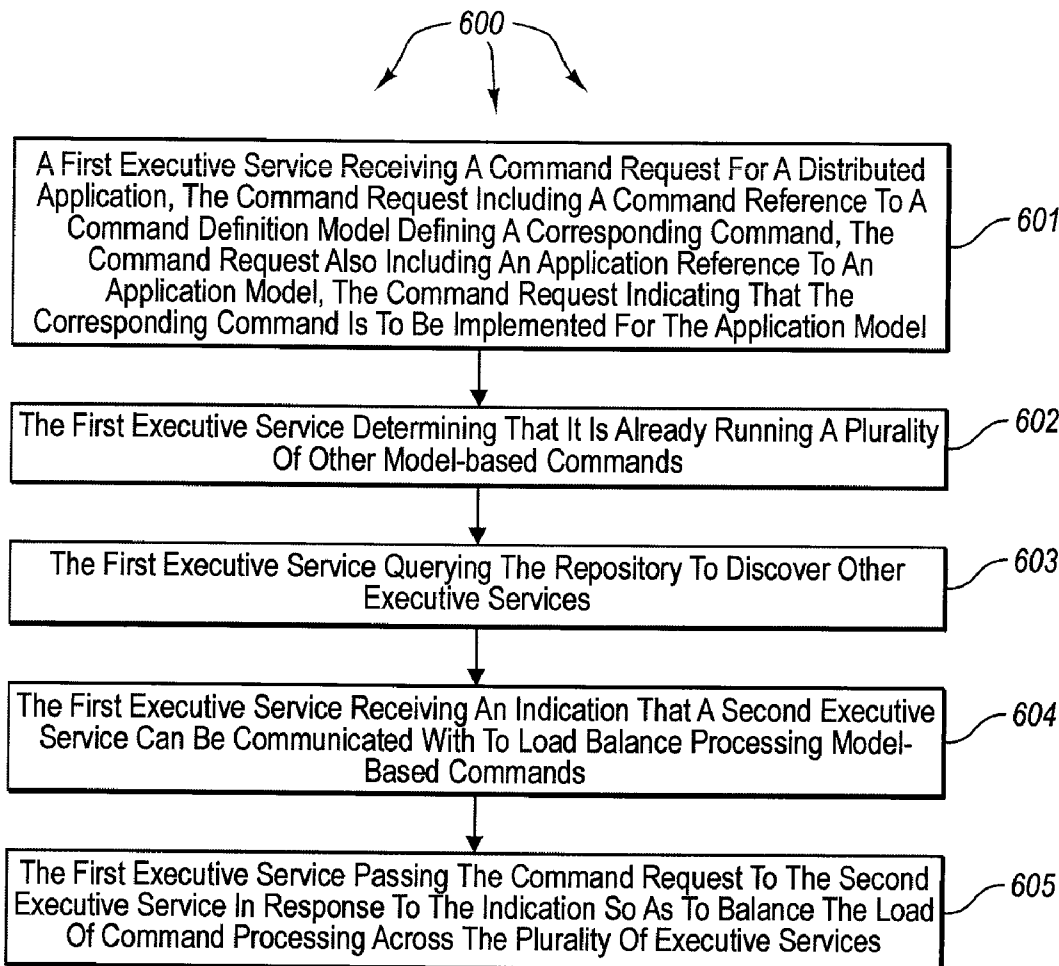 600
A First Executive Service Receiving A Command Request For A Distributed
Application, The Command Request Including A Command Reference To A
Command Definition Model Defining A Corresponding Command, The
Command Request Also Including An Application Reference To An
Application Model, The Command Request Indicating That The
Corresponding Command Is To Be Implemented For The Application Model
601
The First Executive Service Determining That It Is Already Running A Plurality
Of Other Model-based Commands
602
The First Executive Service Querying The Repository To Discover Other
Executive Services
603
The First Executive Service Receiving An Indication That A Second Executive
Service Can Be Communicated With To Load Balance Processing Model-
Based Commands
604
The First Executive Service Passing The Command Request To The Second
Executive Service In Response To The Indication So As To Balance The Load
Of Command Processing Across The Plurality Of Executive Services
605